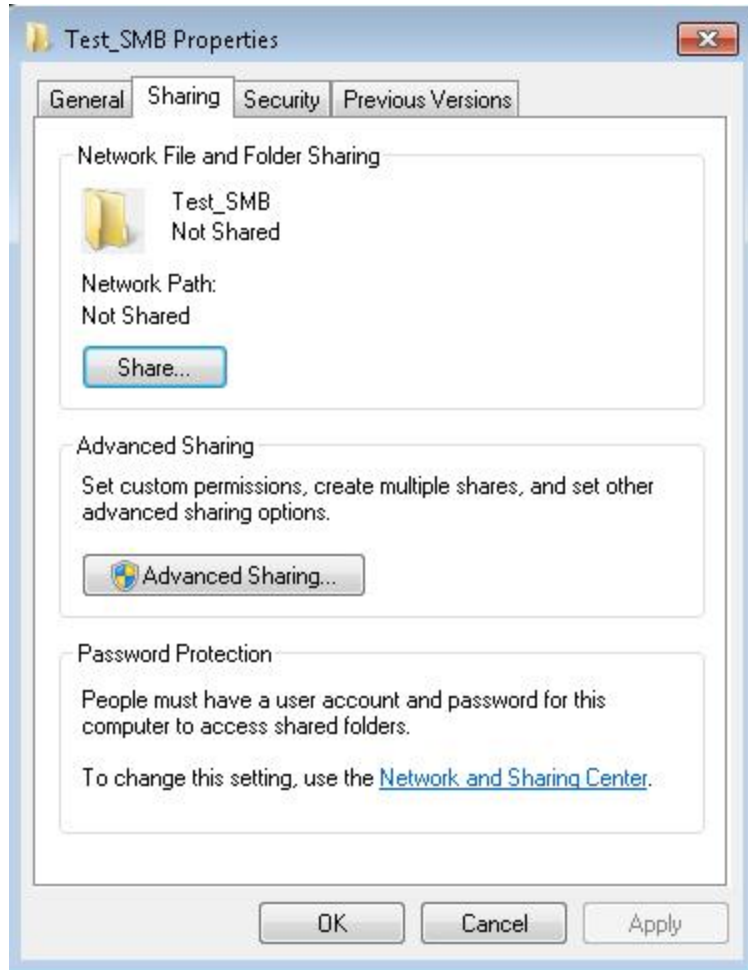 Test_SMB Properties
General
Sharing
Security
Previous Versions
Network File and Folder Sharing
Test_SMB
Not Shared
Network Path:
Not Shared
Share...
Advanced Sharing
Set custom permissions, create multiple shares, and set other
advanced sharing options.
Advanced Sharing...
Password Protection
People must have a user account and password for this
computer to access shared folders.
To change this setting, use the Network and Sharing Center.
OK
Cancel
Apply